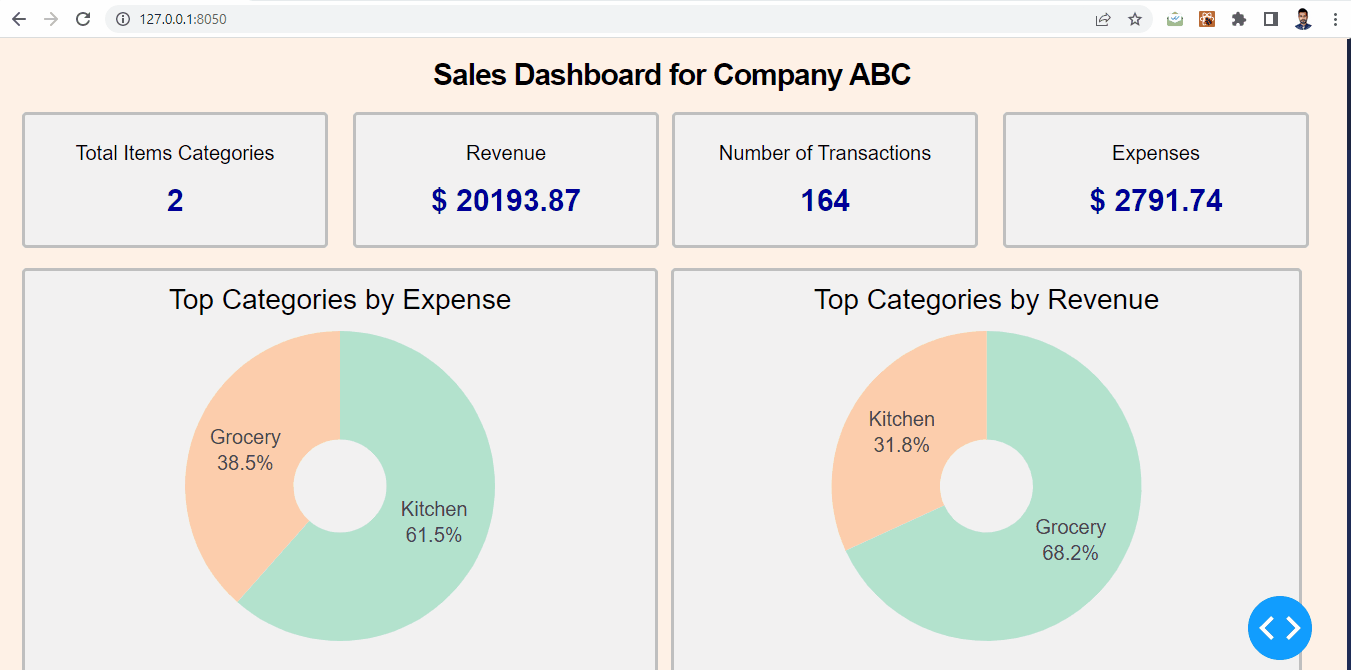 127.0.0.1:8050
Sales Dashboard for Company ABC
Total Items Categories
2
Revenue
$ 20193.87
Number of Transactions
164
Expenses
$ 2791.74
Top Categories by Expense
Grocery
38.5%
Kitchen
61.5%
Top Categories by Revenue
Kitchen
31.8%
Grocery
68.2%